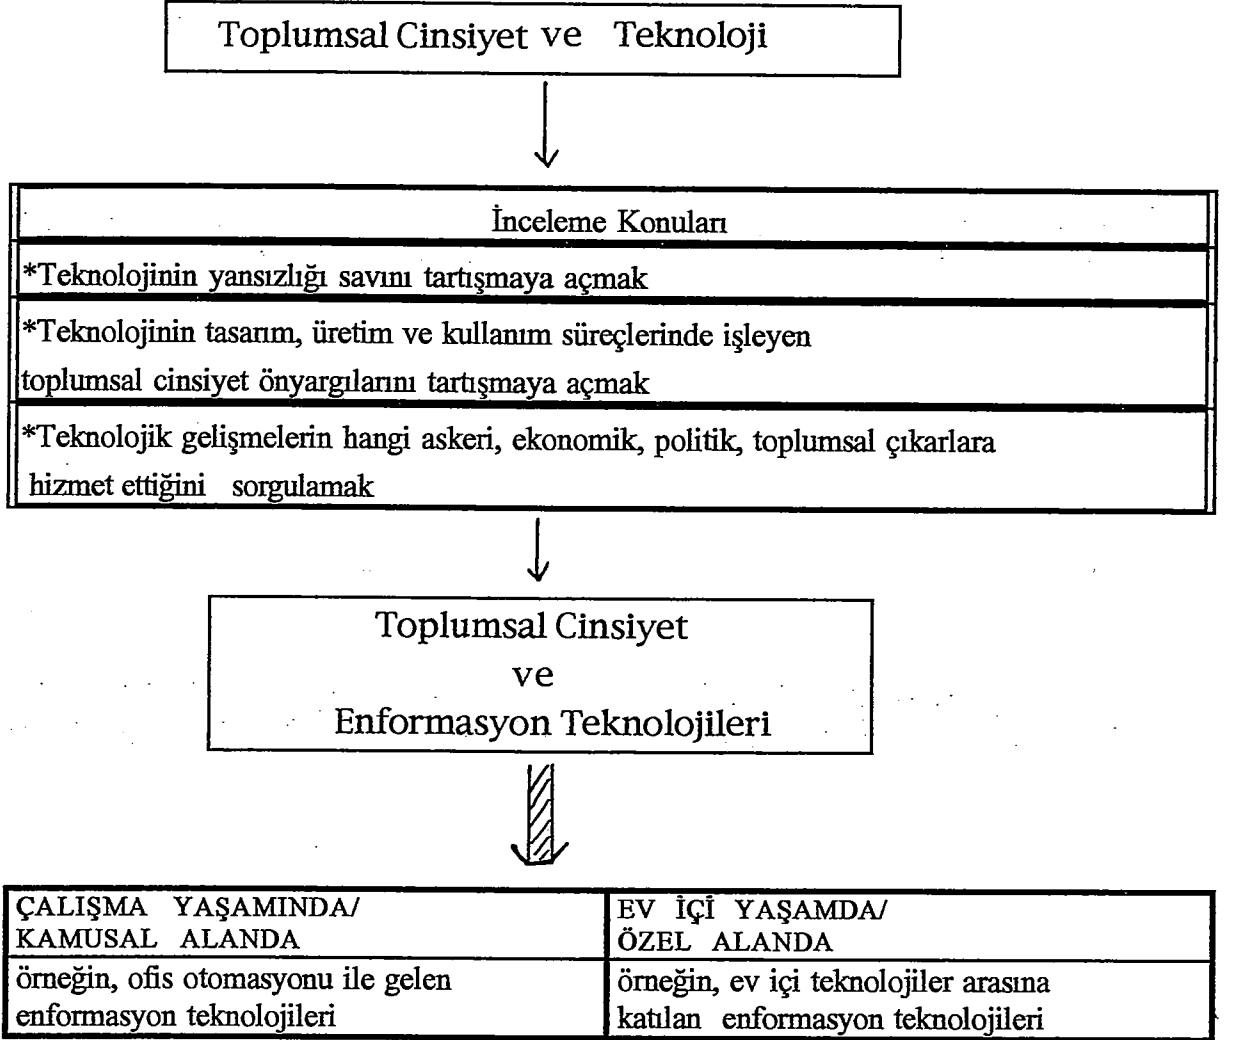 Toplumsal Cinsiyet ve Teknoloji
İnceleme Konuları
*Teknolojinin yansızlığı savını tartışmaya açmak
*Teknolojinin tasarım, üretim ve kullanım süreçlerinde işleyen
toplumsal cinsiyet önyargılarını tartışmaya açmak
*Teknolojik gelişmelerin hangi askeri, ekonomik, politik, toplumsal çıkarlara
hizmet ettiğini sorgulamak
Toplumsal Cinsiyet
ve
Enformasyon Teknolojileri
ÇALIŞMA YAŞAMINDA/
KAMUSAL ALANDA
örneğin, ofis otomasyonu ile gelen
enformasyon teknolojileri
EV İÇİ YAŞAMDA/
ÖZEL ALANDA
örneğin, ev içi teknolojiler arasına
katılan enformasyon teknolojileri